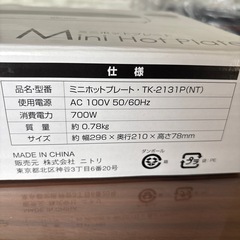 Mini Hot Plate
仕様
品名・型番 ミニホットプレート・TK-2131P(NT)
使用電源 AC 100V 50/60Hz
消費電力 700W
質量 約0.78kg
サイズ 約 幅296×奥行210×高さ78mm
MADE IN CHINA
販売元 株式会社 ニトリ
東京都北区神谷3丁目6番20号
ダンボール